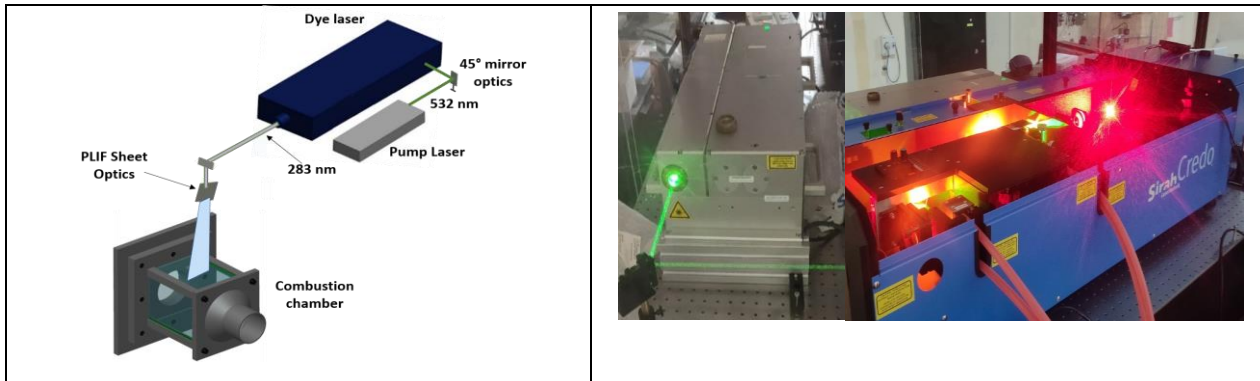 Dye laser
45° mirror
optics
532 nm
Pump Laser
283 nm
PLIF Sheet
Optics
Combustion
chamber
Sirah Credo